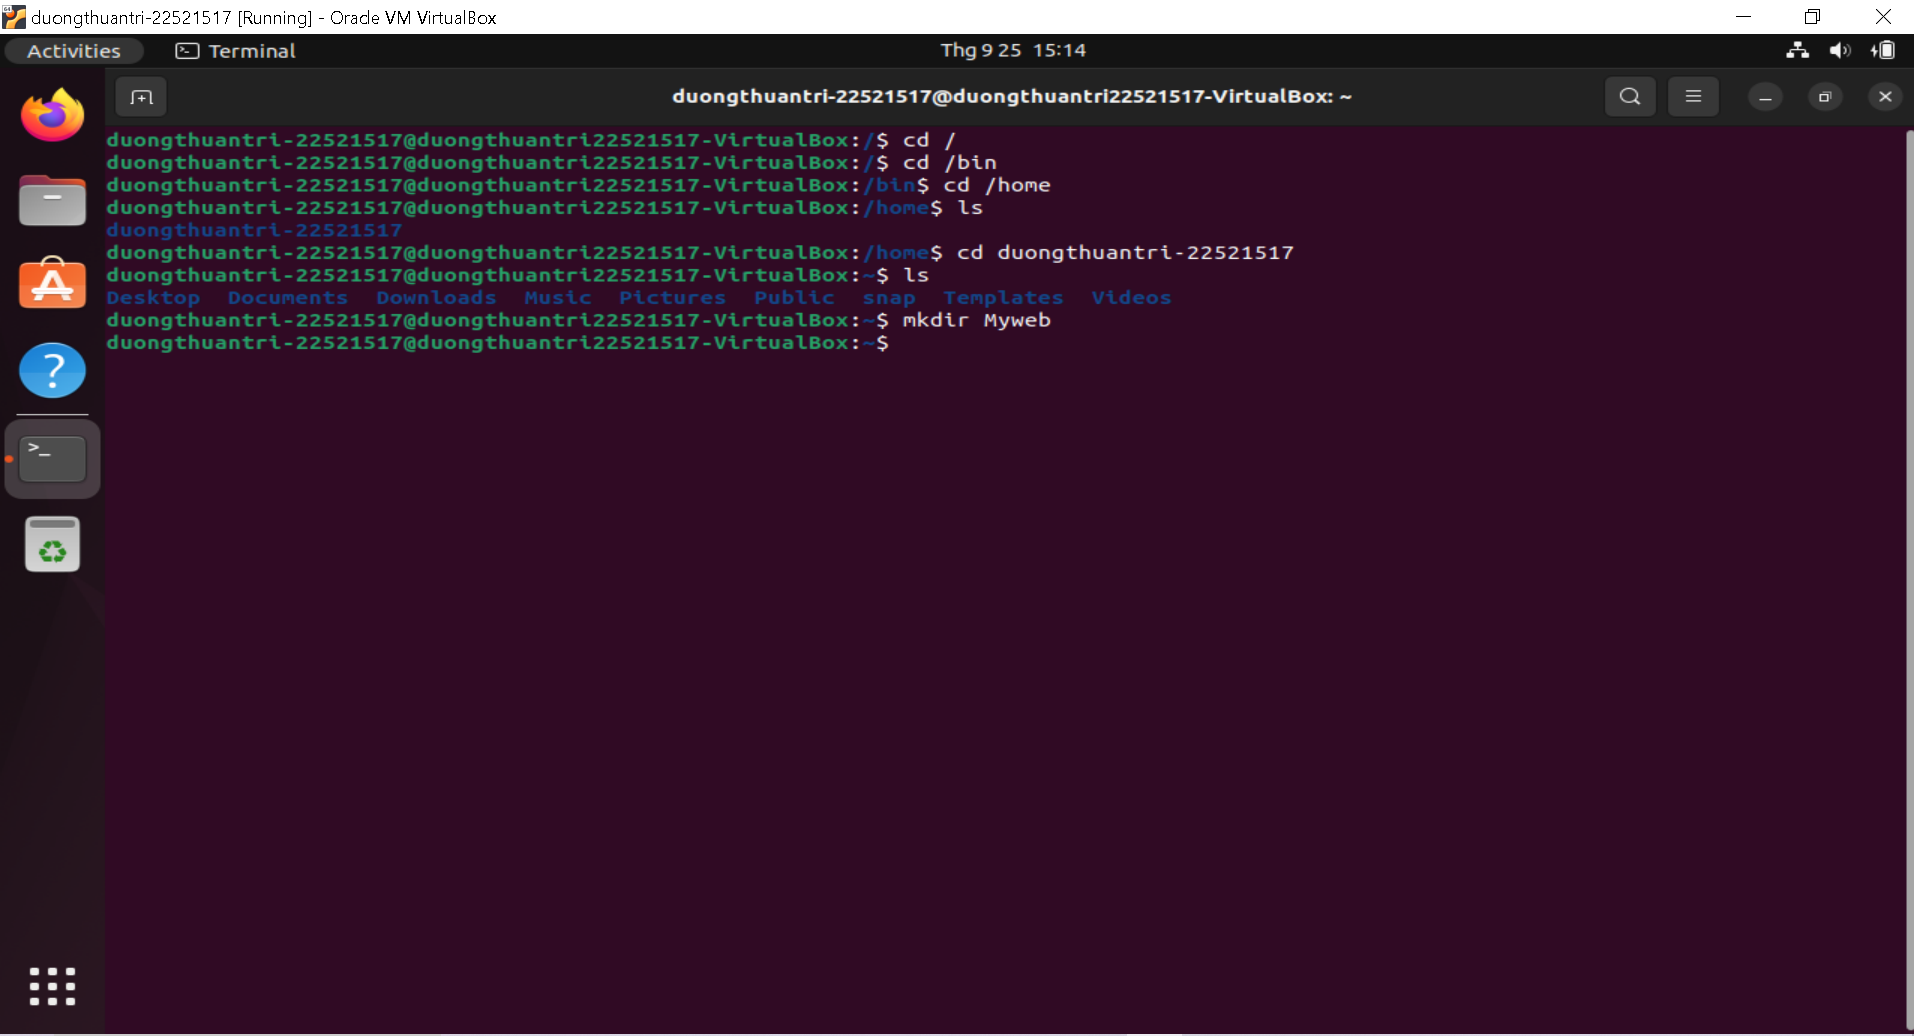 duongthuantri-22521517 [Running] - Oracle VM VirtualBox
Activities Terminal Thg 9 25 15:14
duongthuantri-22521517@duongthuantri22521517-VirtualBox: ~
duongthuantri-22521517@duongthuantri22521517-VirtualBox:/$ cd /
duongthuantri-22521517@duongthuantri22521517-VirtualBox:/$ cd /bin
duongthuantri-22521517@duongthuantri22521517-VirtualBox:/bin$ cd /home
duongthuantri-22521517@duongthuantri22521517-VirtualBox:/home$ ls
duongthuantri-22521517
duongthuantri-22521517@duongthuantri22521517-VirtualBox:/home$ cd duongthuantri-22521517
duongthuantri-22521517@duongthuantri22521517-VirtualBox:~$ ls
Desktop Documents Downloads Music Pictures Public snap Templates Videos
duongthuantri-22521517@duongthuantri22521517-VirtualBox:~$ mkdir Myweb
duongthuantri-22521517@duongthuantri22521517-VirtualBox:~$